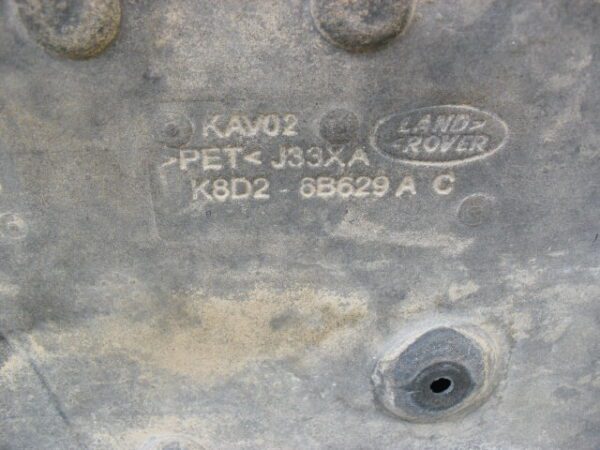 KAV02
LAND>
<ROVER
>PET< J33XA
K8D2 - 6B629 A C